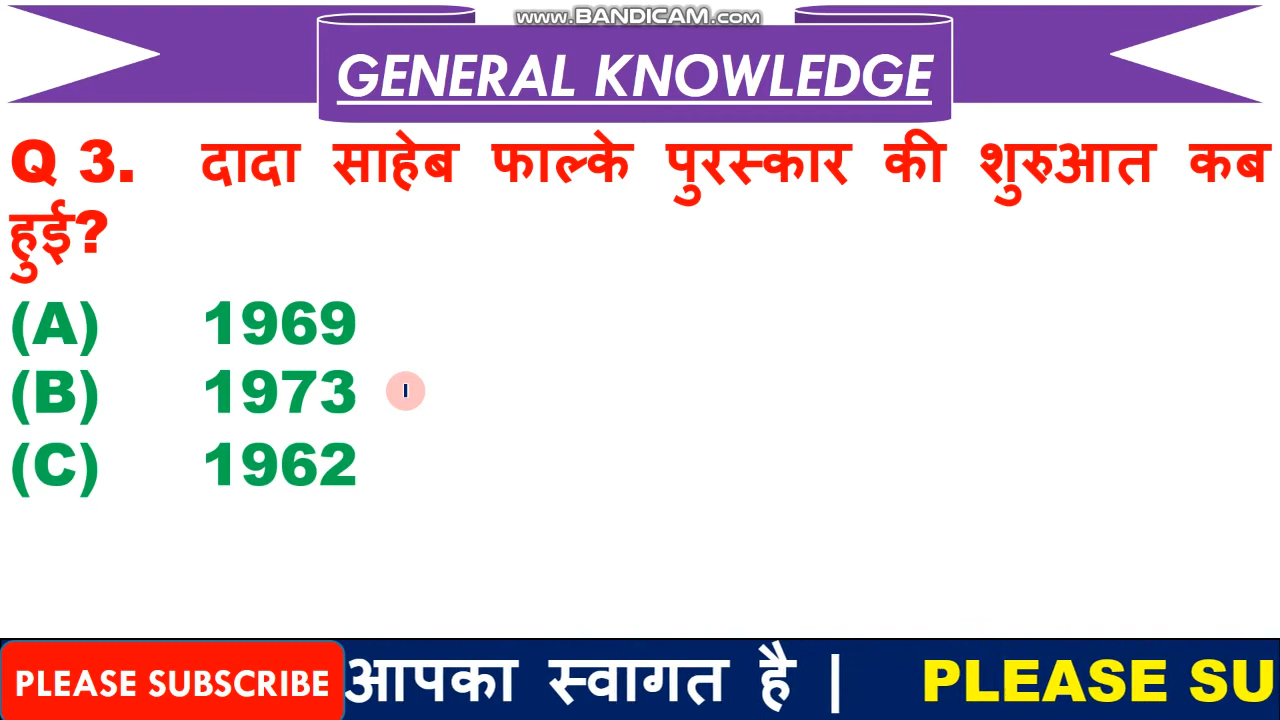 www.BANDICAM.com
GENERAL KNOWLEDGE
Q 3. दादा साहेब फाल्के पुरस्कार की शुरुआत कब
हुई?
(A) 1969
(B) 1973
(C) 1962
PLEASE SUBSCRIBE आपका स्वागत है | PLEASE SU